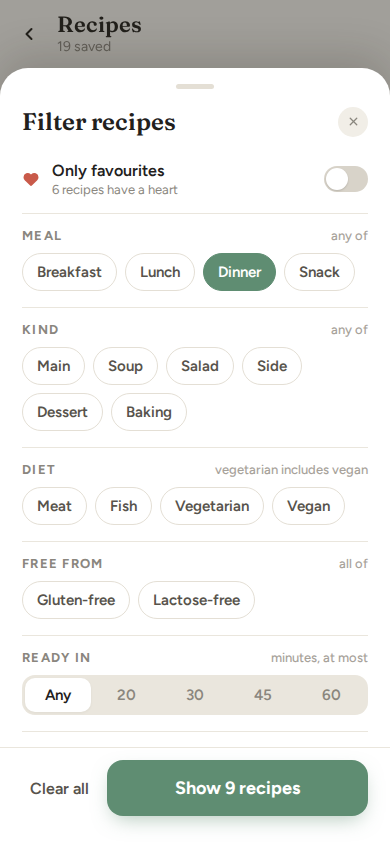 Recipes
19 saved
Filter recipes
Only favourites
6 recipes have a heart
MEAL any of
Breakfast Lunch Dinner Snack
KIND any of
Main Soup Salad Side
Dessert Baking
DIET vegetarian includes vegan
Meat Fish Vegetarian Vegan
FREE FROM all of
Gluten-free Lactose-free
READY IN minutes, at most
Any 20 30 45 60
Clear all Show 9 recipes